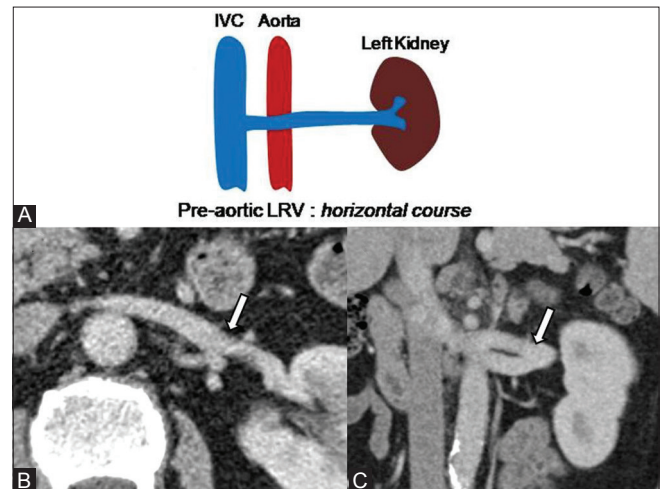 IVC Aorta
Left Kidney
Pre-aortic LRV : horizontal course
A
B
C